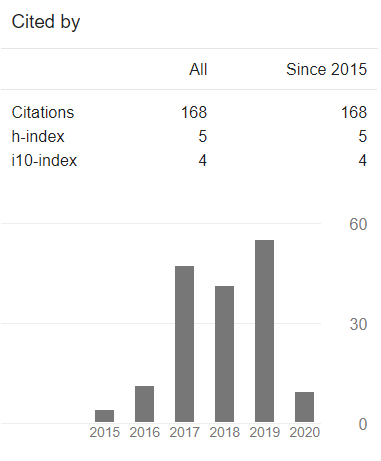 Cited by
All Since 2015
Citations 168 168
h-index 5 5
i10-index 4 4
60
30
0
2015 2016 2017 2018 2019 2020